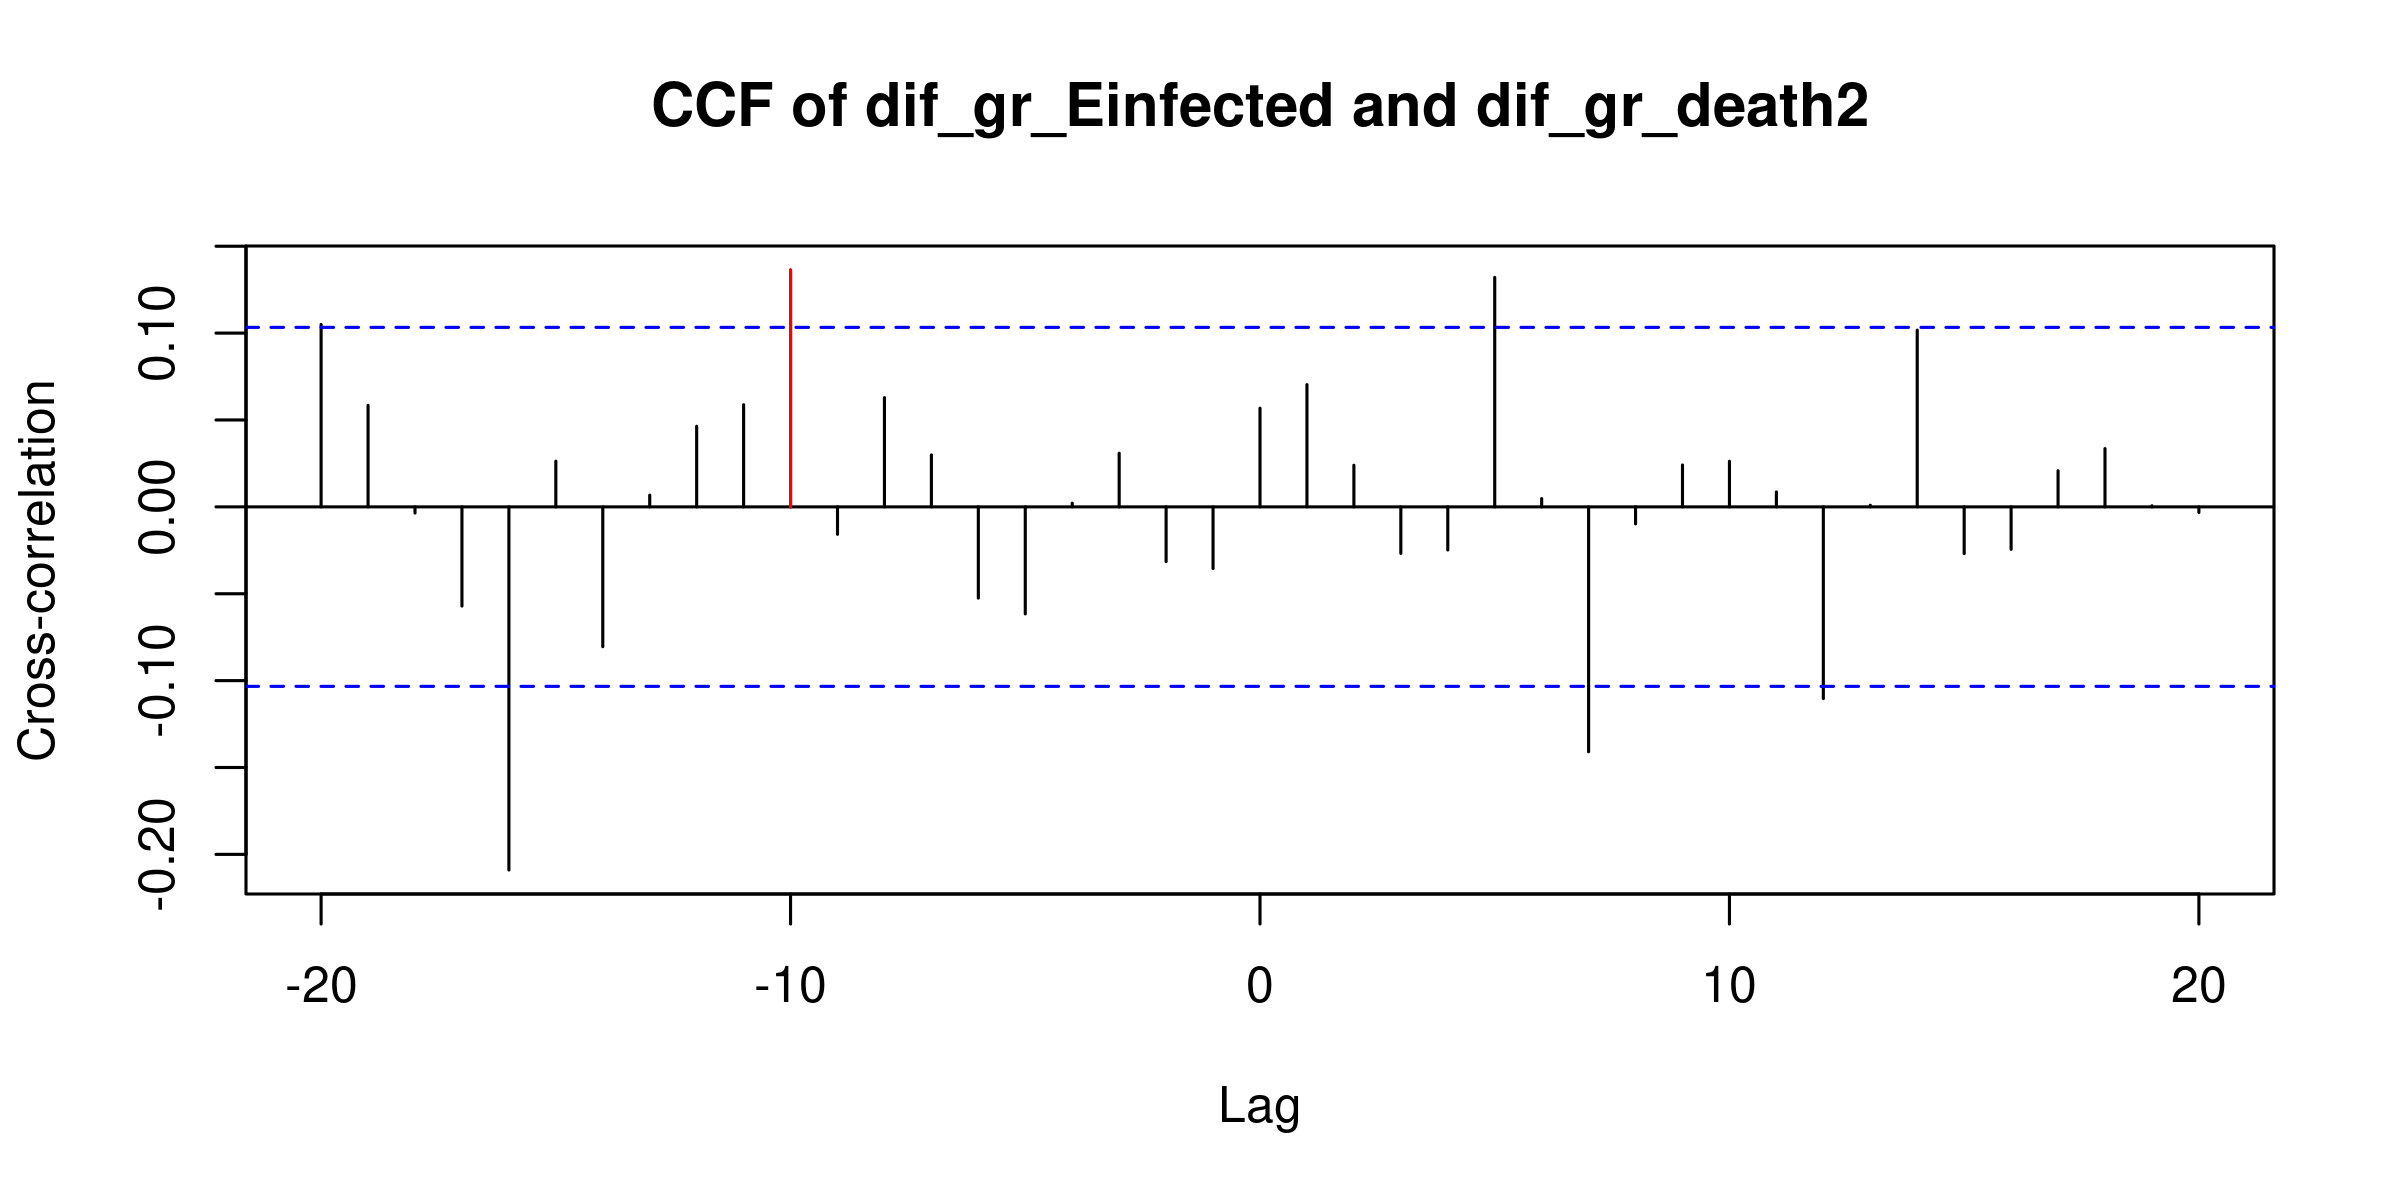 CCF of dif_gr_Einfected and dif_gr_death2
Cross-correlation
0.10
0.00
-0.10
-0.20
-20 -10 0 10 20
Lag